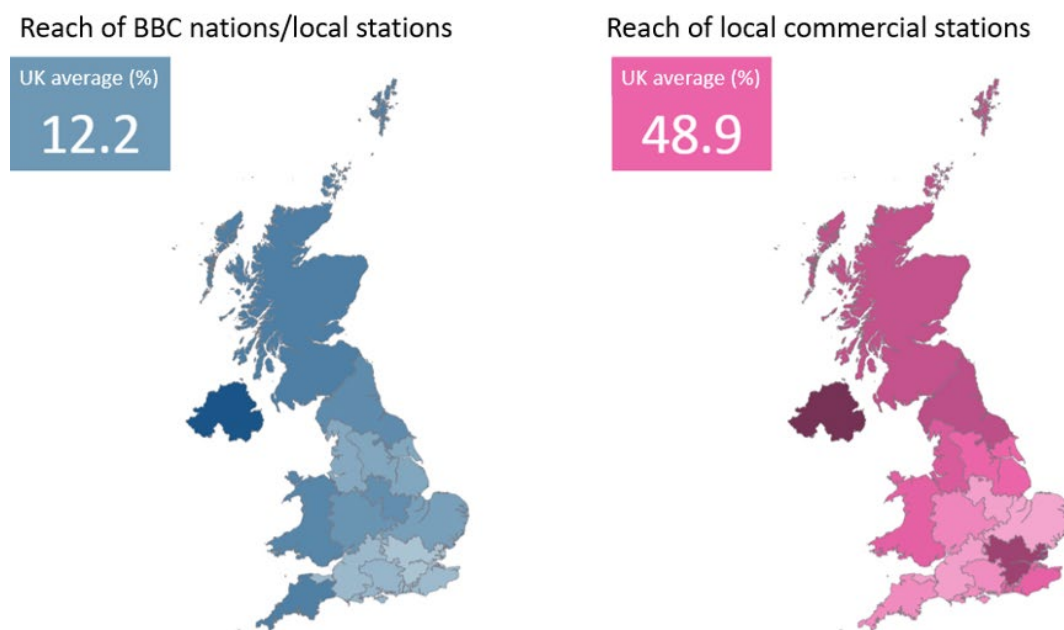 Reach of BBC nations/local stations
UK average (%)
12.2
Reach of local commercial stations
UK average (%)
48.9